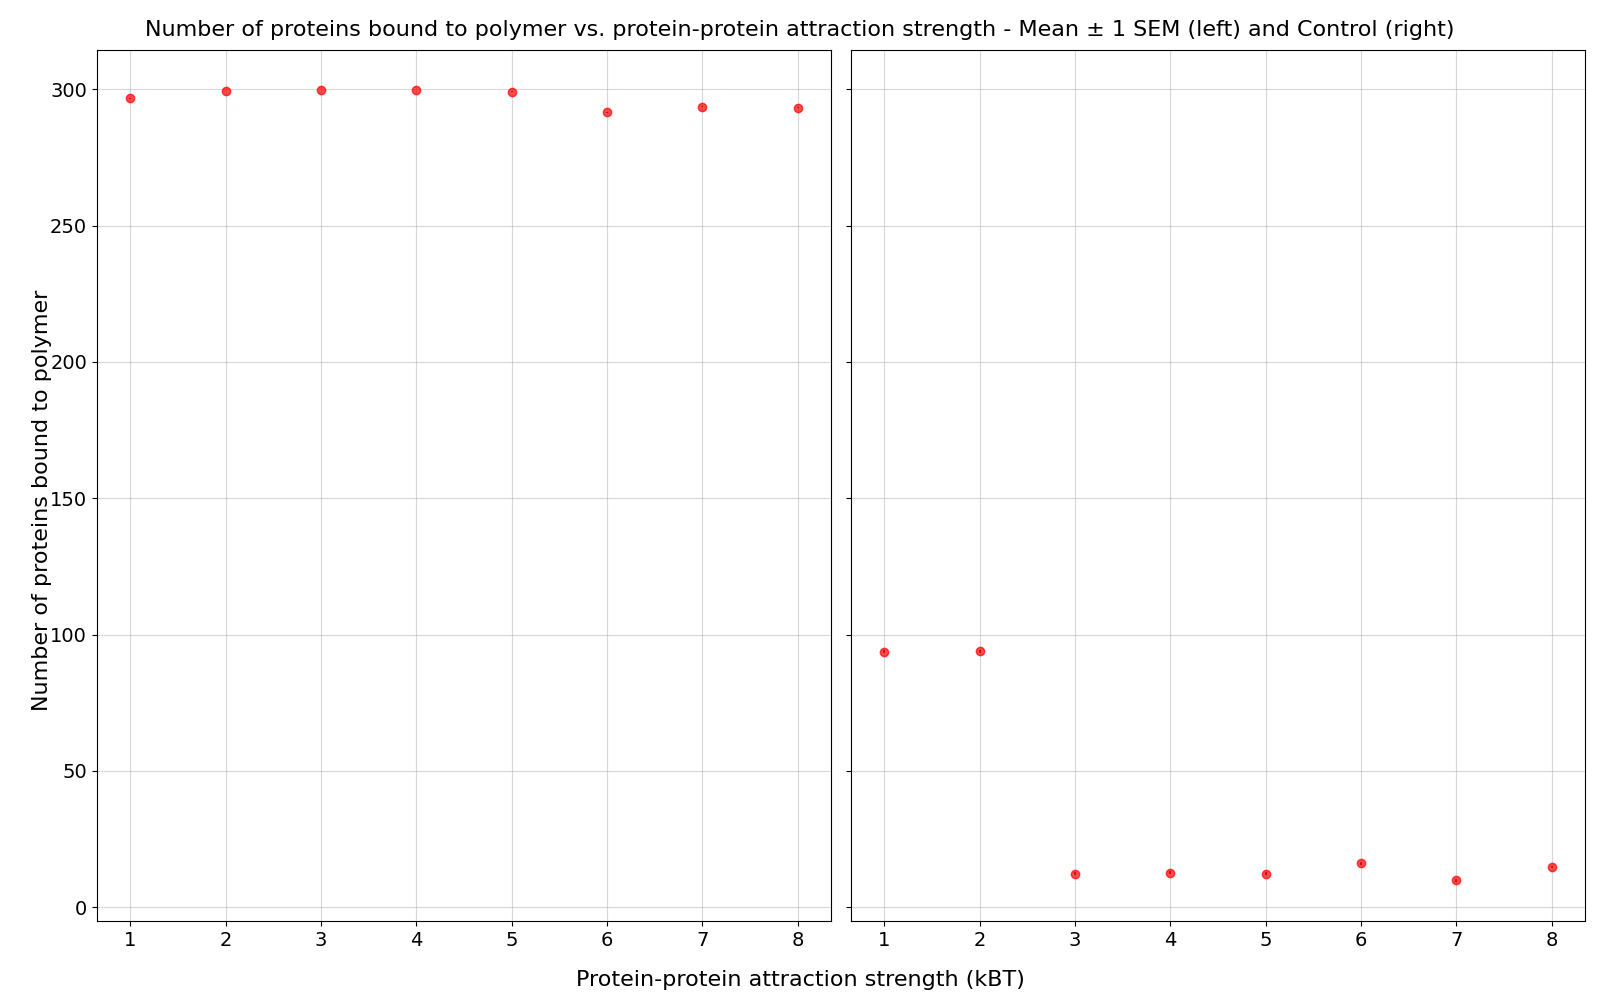 Number of proteins bound to polymer vs. protein-protein attraction strength - Mean ± 1 SEM (left) and Control (right)
Number of proteins bound to polymer
300
250
200
150
100
50
0
1 2 3 4 5 6 7 8
1 2 3 4 5 6 7 8
Protein-protein attraction strength (kBT)